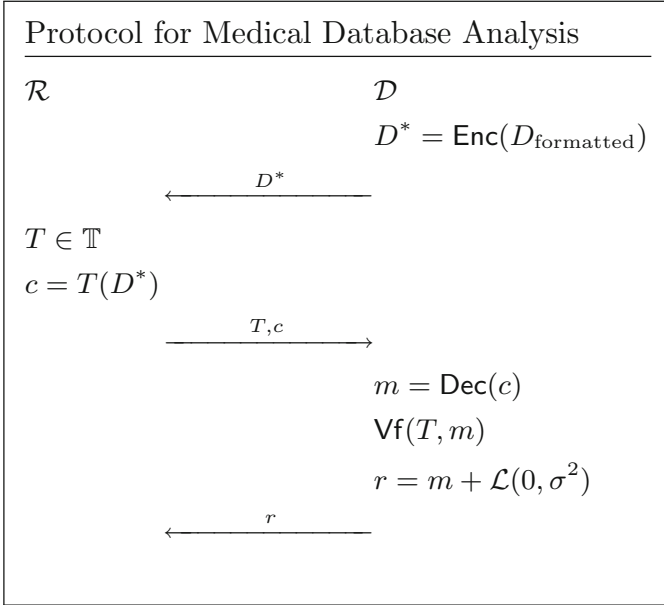 Protocol for Medical Database Analysis
𝓡 𝓓
D* = Enc(D_formatted)
D*
T ∈ 𝕋
c = T(D*)
T,c
m = Dec(c)
Vf(T, m)
r = m + 𝓛(0, σ²)
r